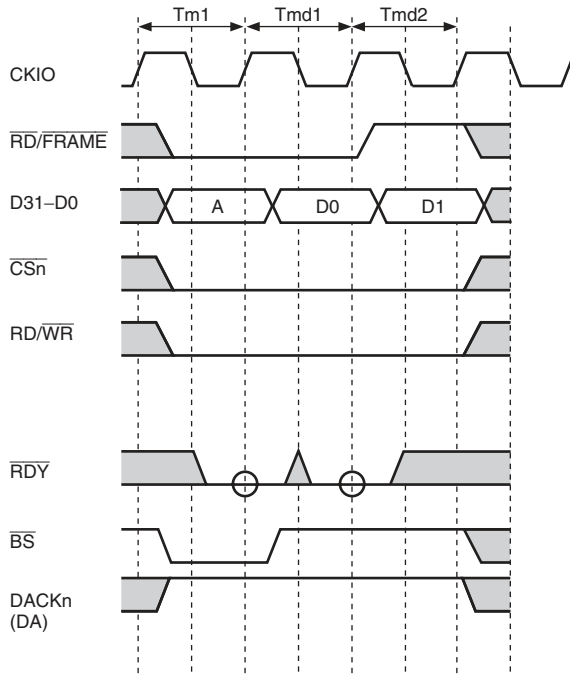 Tm1 Tmd1 Tmd2
CKIO
RD/FRAME
D31–D0 A D0 D1
CSn
RD/WR
RDY
BS
DACKn
(DA)